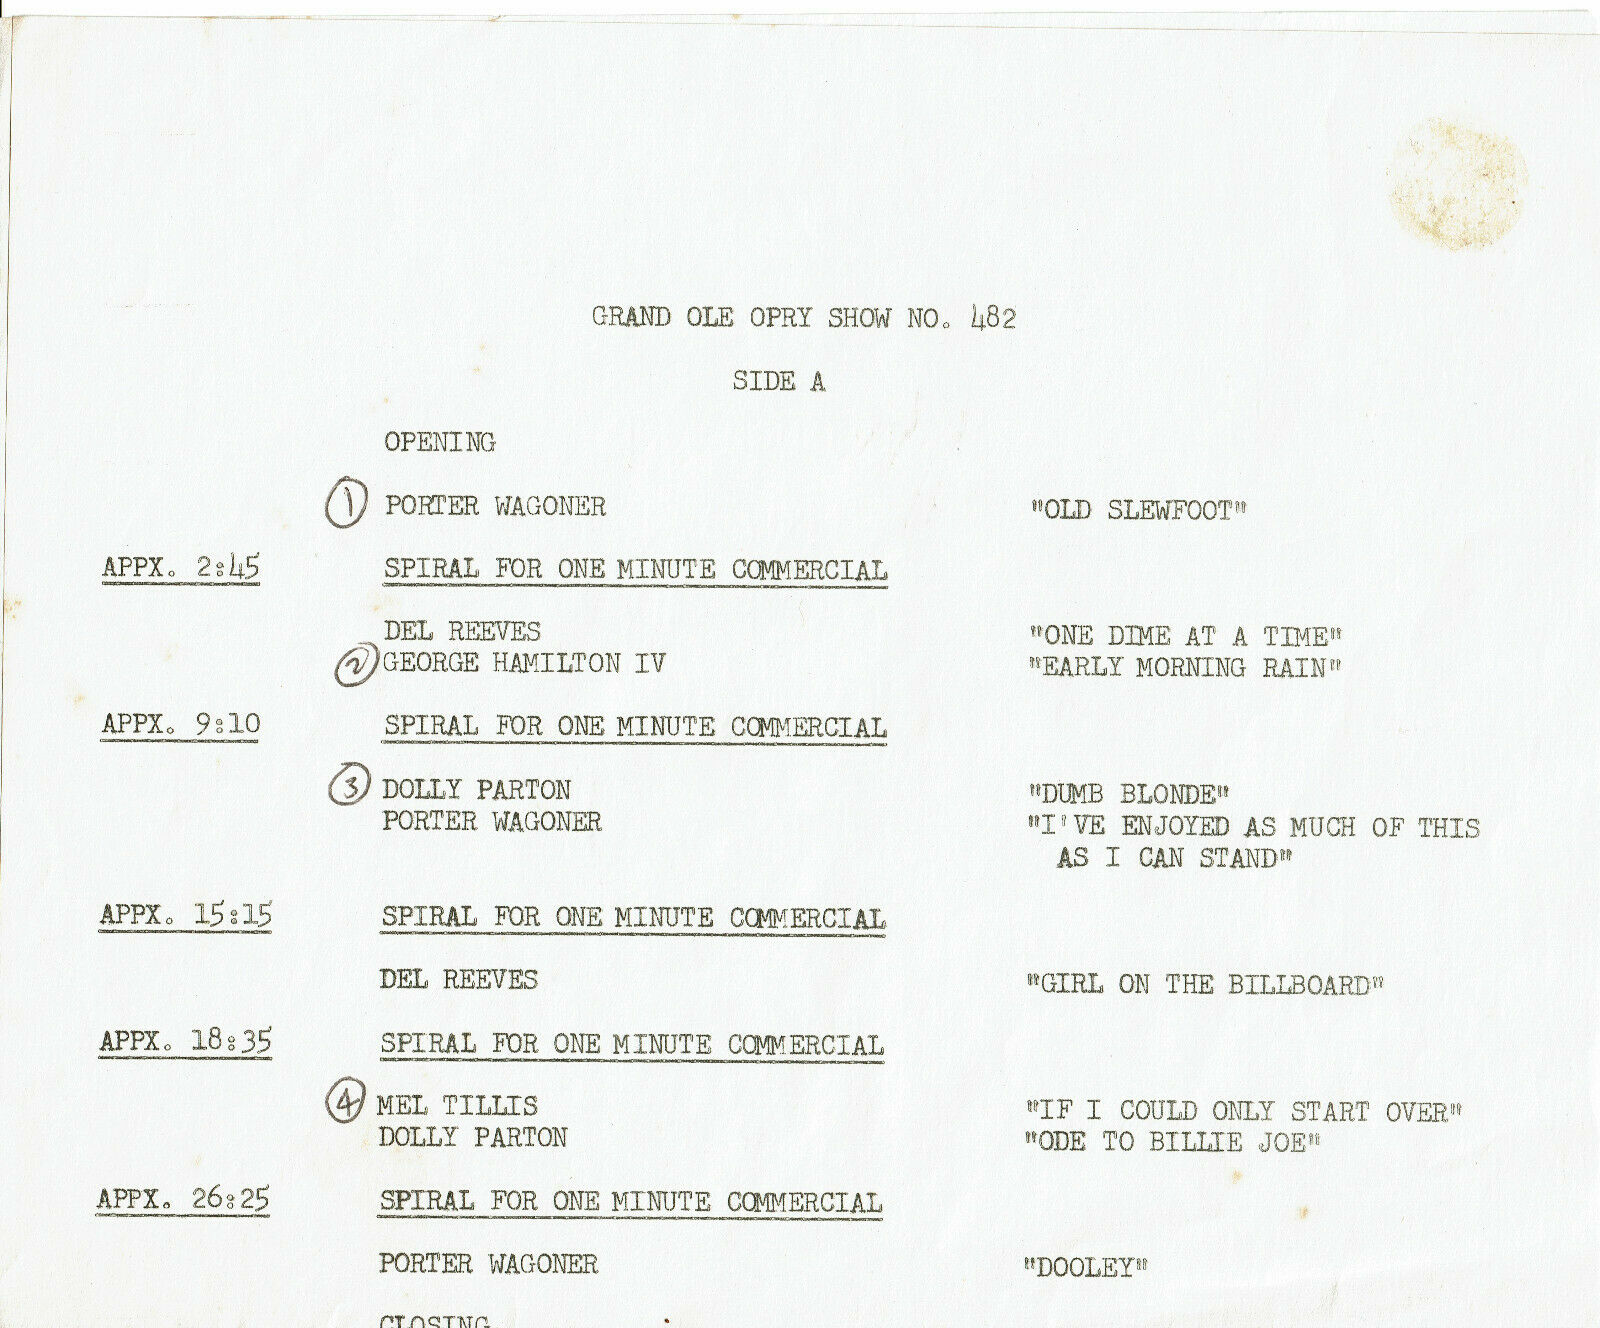 GRAND OLE OPRY SHOW NO. 482
SIDE A
OPENING
1 PORTER WAGONER "OLD SLEWFOOT"
APPX. 2:45 SPIRAL FOR ONE MINUTE COMMERCIAL
DEL REEVES "ONE DIME AT A TIME"
2 GEORGE HAMILTON IV "EARLY MORNING RAIN"
APPX. 9:10 SPIRAL FOR ONE MINUTE COMMERCIAL
3 DOLLY PARTON "DUMB BLONDE"
PORTER WAGONER "I'VE ENJOYED AS MUCH OF THIS
AS I CAN STAND"
APPX. 15:15 SPIRAL FOR ONE MINUTE COMMERCIAL
DEL REEVES "GIRL ON THE BILLBOARD"
APPX. 18:35 SPIRAL FOR ONE MINUTE COMMERCIAL
4 MEL TILLIS "IF I COULD ONLY START OVER"
DOLLY PARTON "ODE TO BILLIE JOE"
APPX. 26:25 SPIRAL FOR ONE MINUTE COMMERCIAL
PORTER WAGONER "DOOLEY"
CLOSING